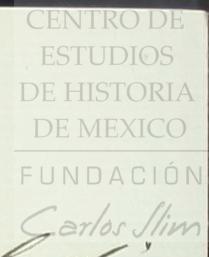 CENTRO DE
ESTUDIOS
DE HISTORIA
DE MEXICO
FUNDACIÓN
Carlos Slim